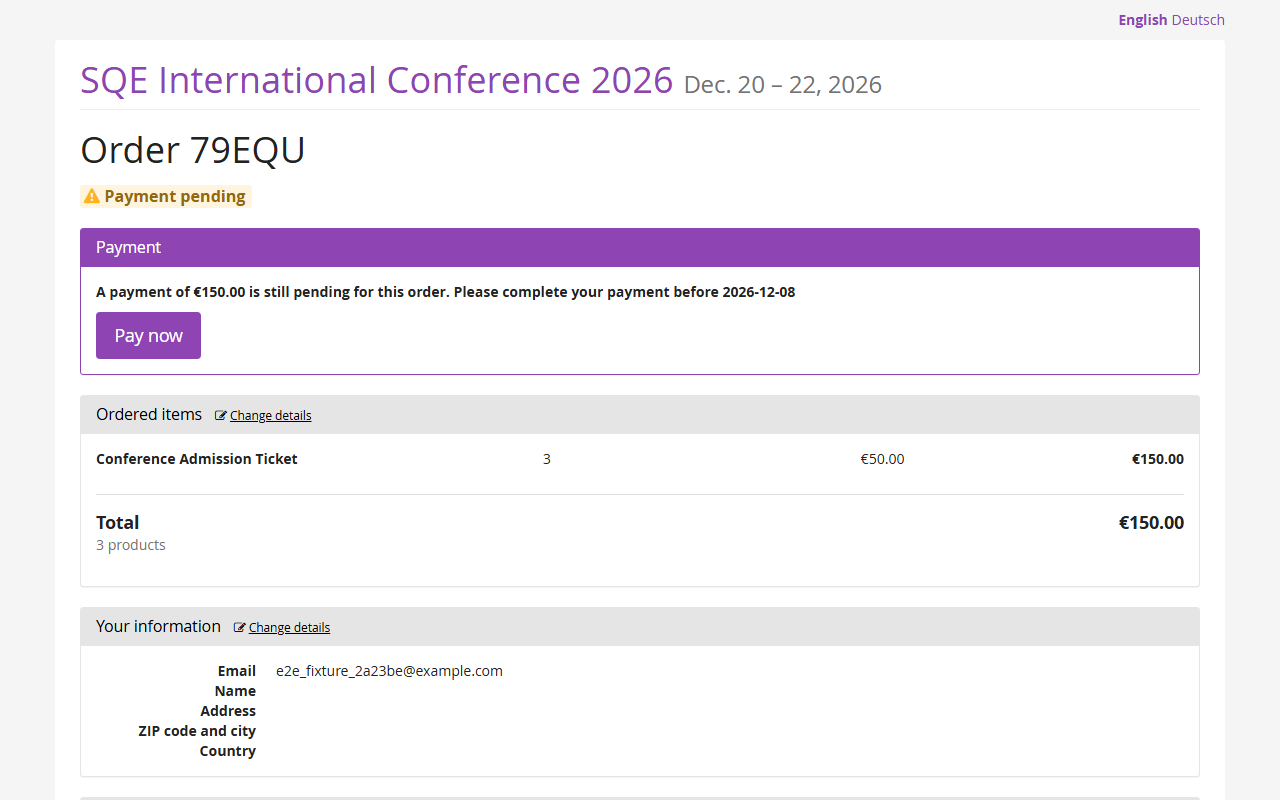 English Deutsch
SQE International Conference 2026 Dec. 20 – 22, 2026
Order 79EQU
Payment pending
Payment
A payment of €150.00 is still pending for this order. Please complete your payment before 2026-12-08
Pay now
Ordered items Change details
Conference Admission Ticket 3 €50.00 €150.00
Total €150.00
3 products
Your information Change details
Email e2e_fixture_2a23be@example.com
Name
Address
ZIP code and city
Country